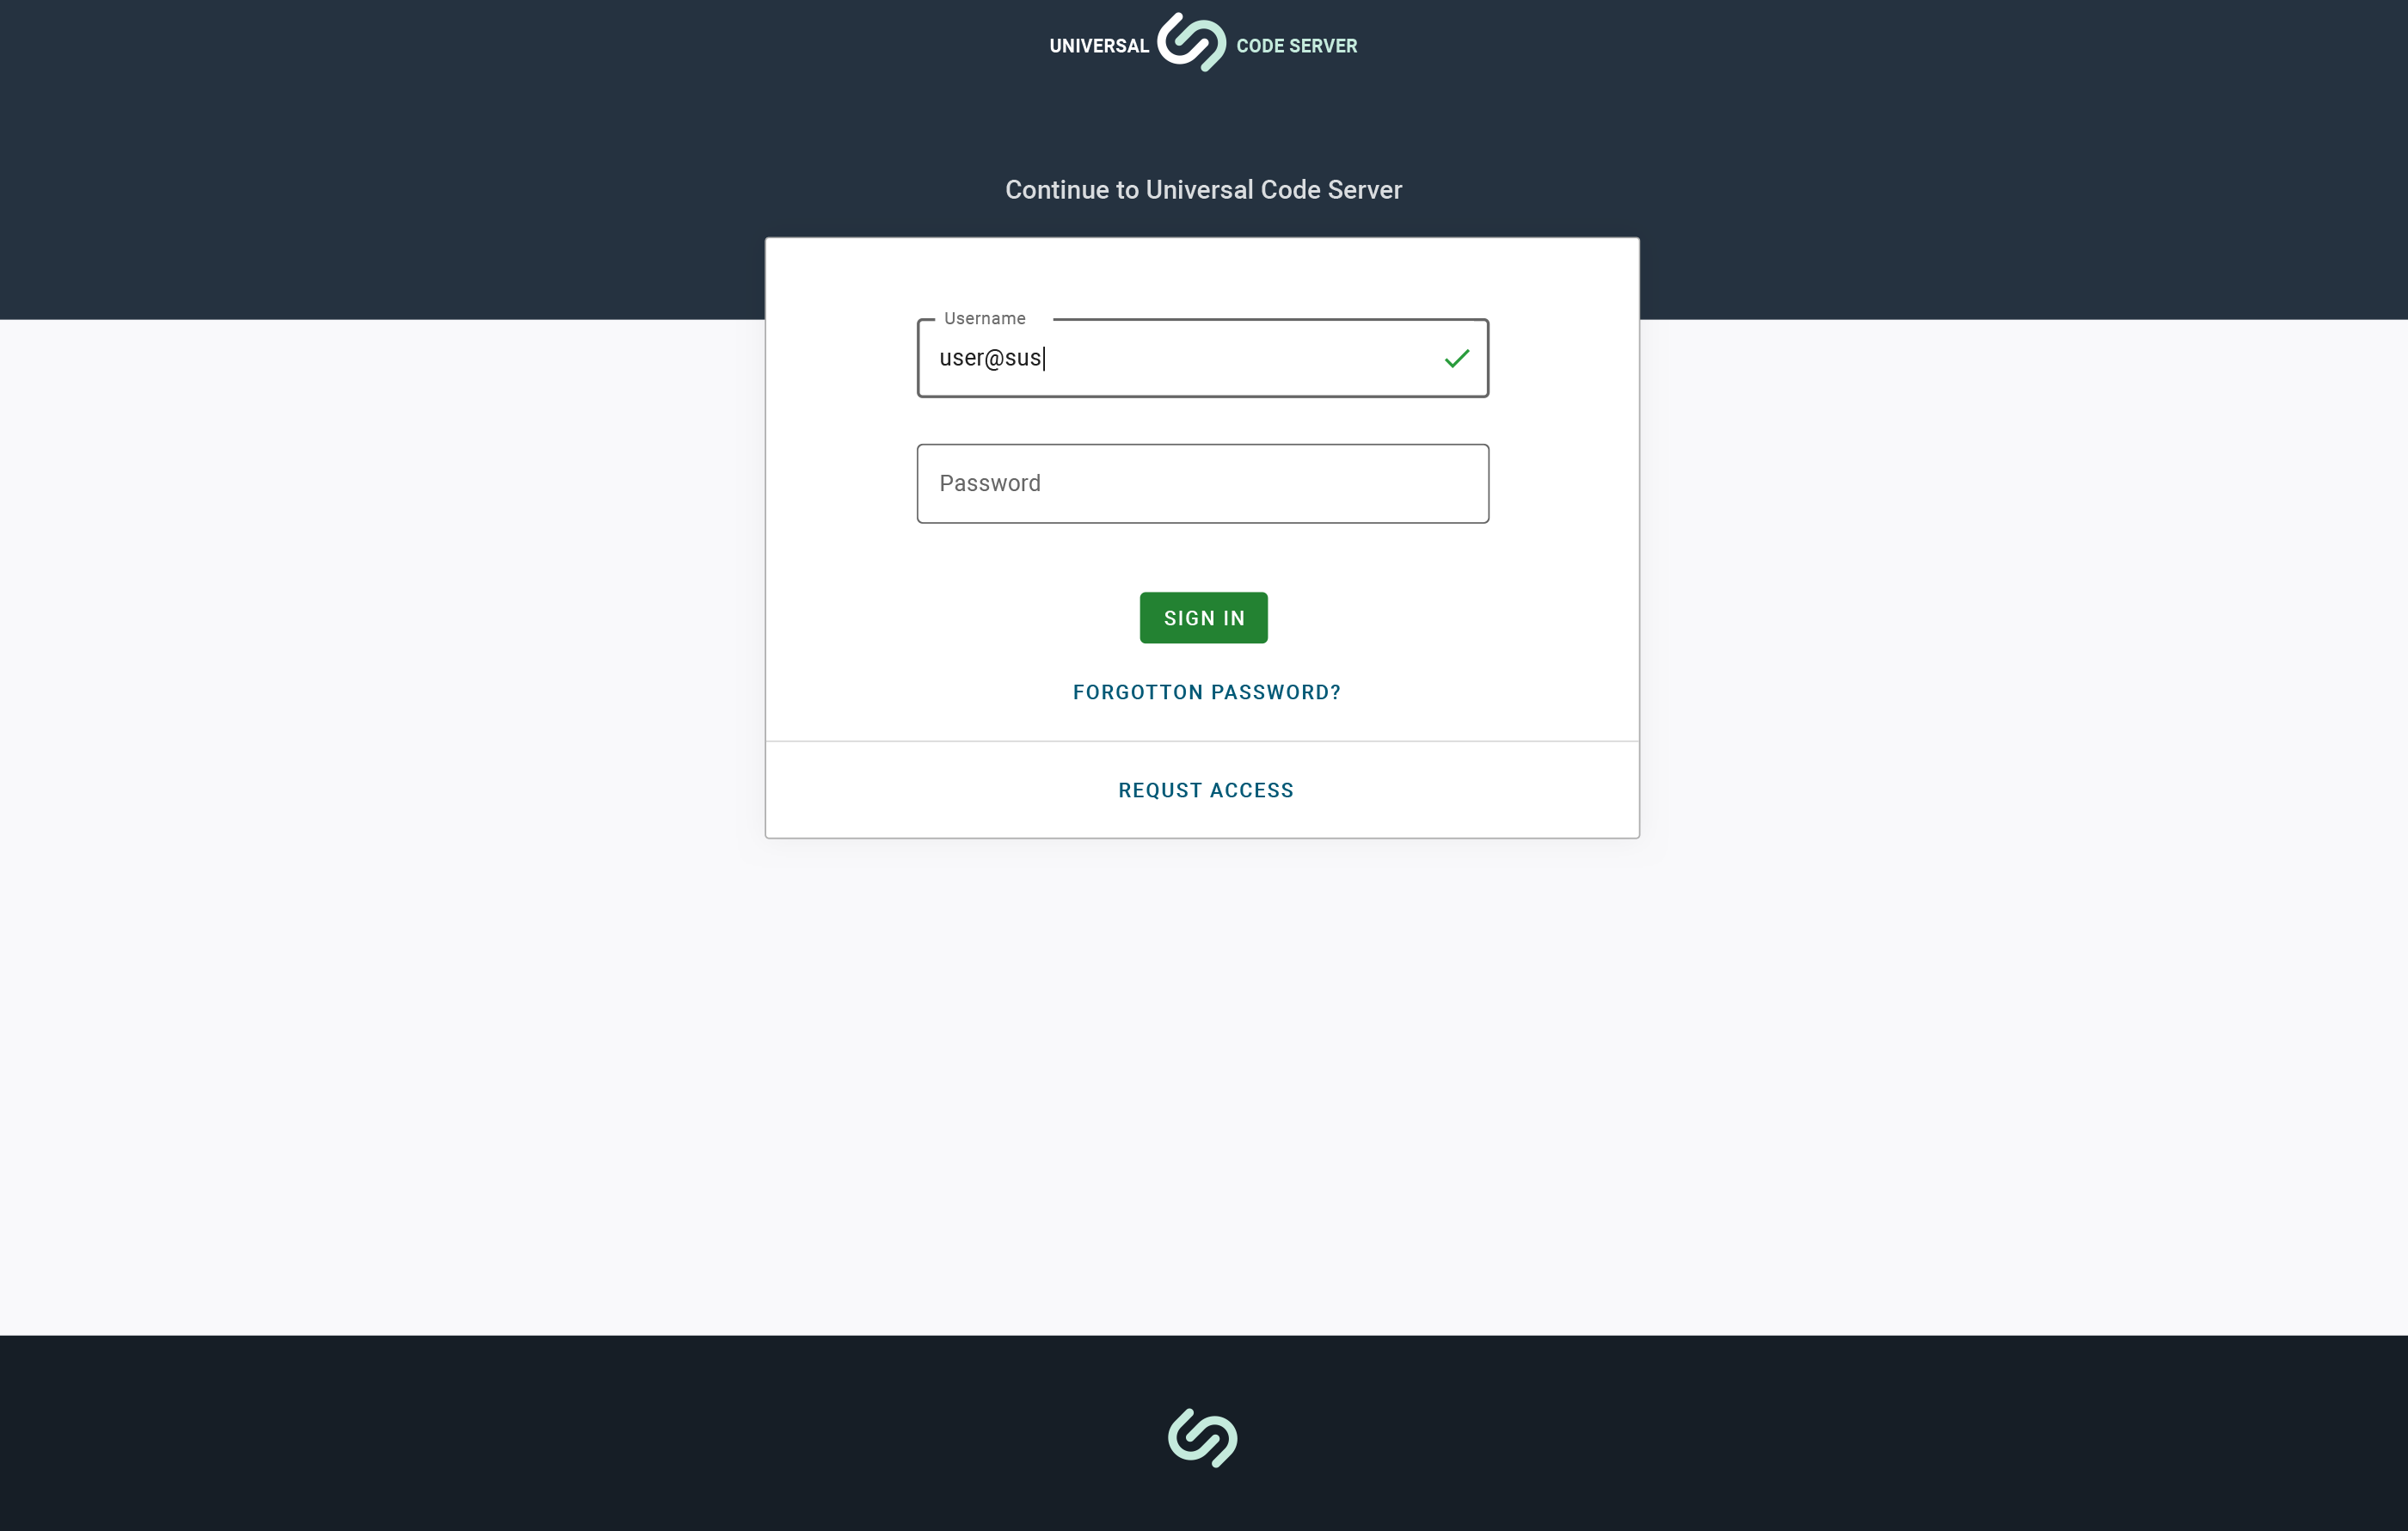 UNIVERSAL CODE SERVER
Continue to Universal Code Server
Username
user@sus
Password
SIGN IN
FORGOTTON PASSWORD?
REQUST ACCESS